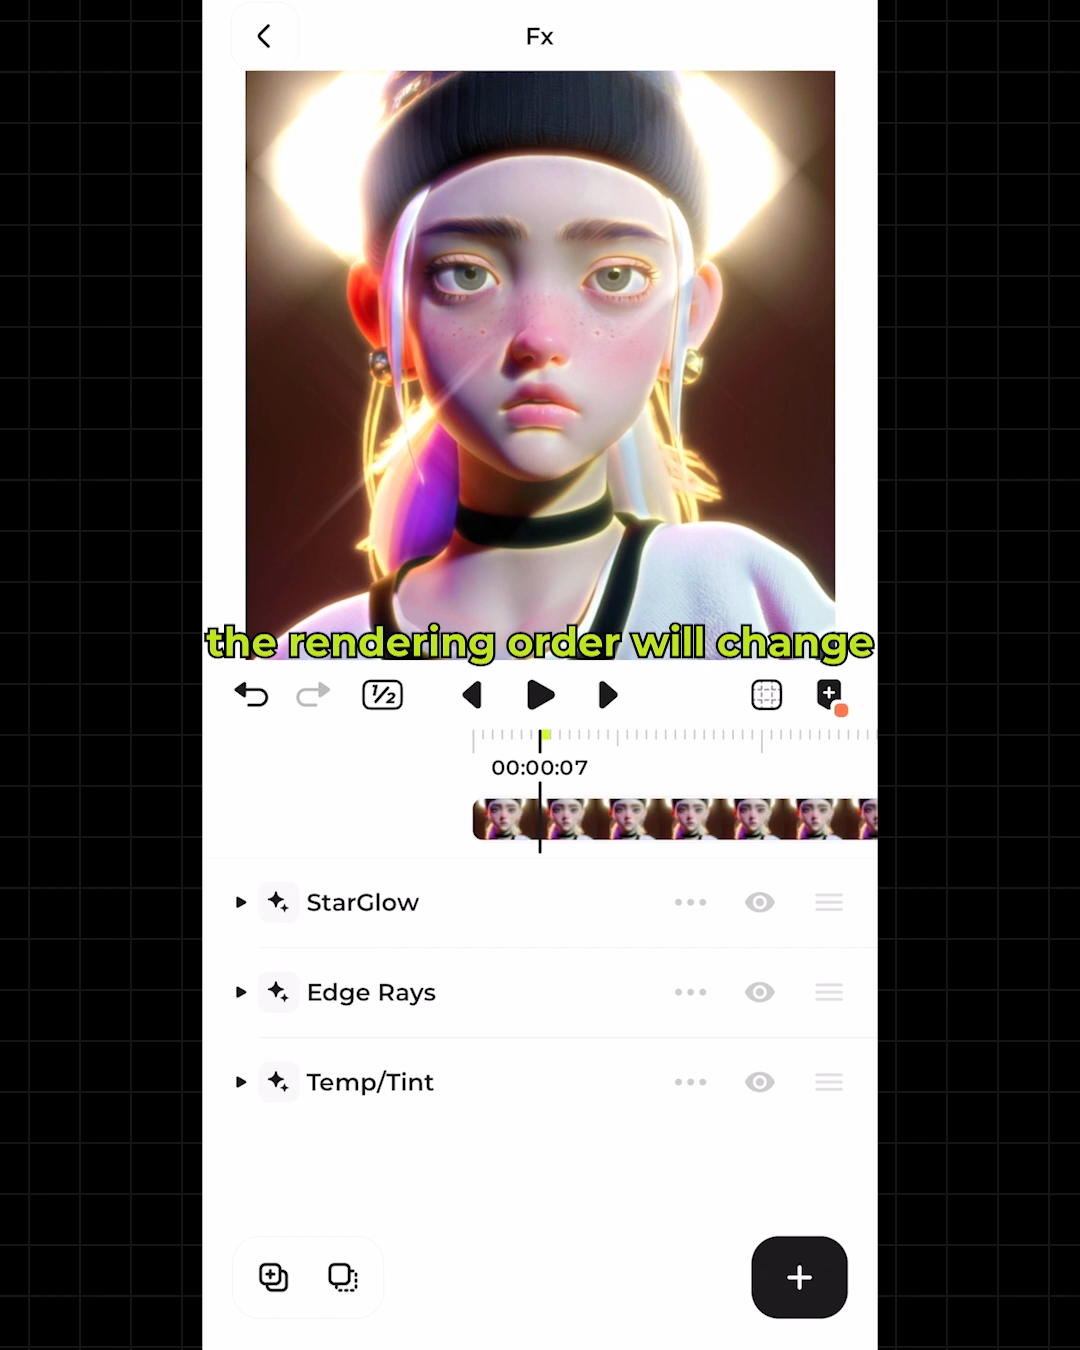 Fx
the rendering order will change
1/2
00:00:07
StarGlow
Edge Rays
Temp/Tint